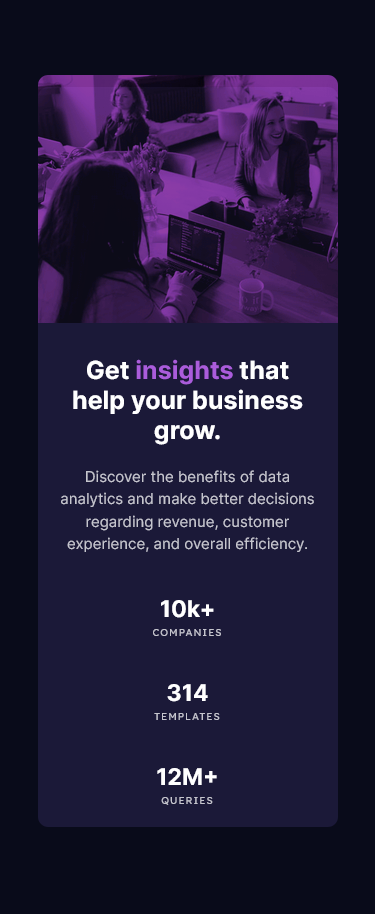 Get insights that
help your business
grow.
Discover the benefits of data
analytics and make better decisions
regarding revenue, customer
experience, and overall efficiency.
10k+
COMPANIES
314
TEMPLATES
12M+
QUERIES